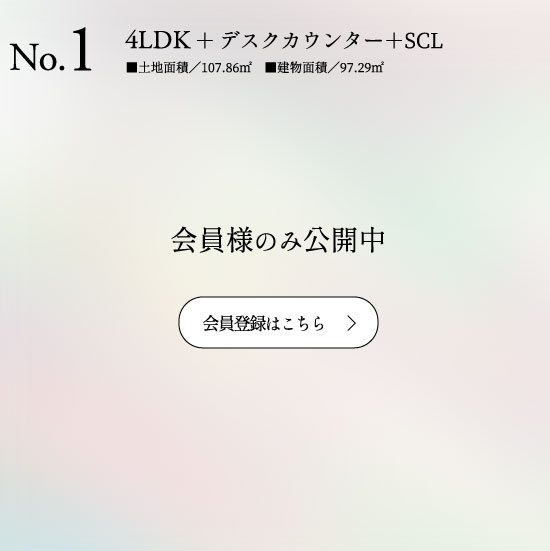 No.1
4LDK＋デスクカウンター＋SCL
■土地面積／107.86㎡ ■建物面積／97.29㎡
会員様のみ公開中
会員登録はこちら